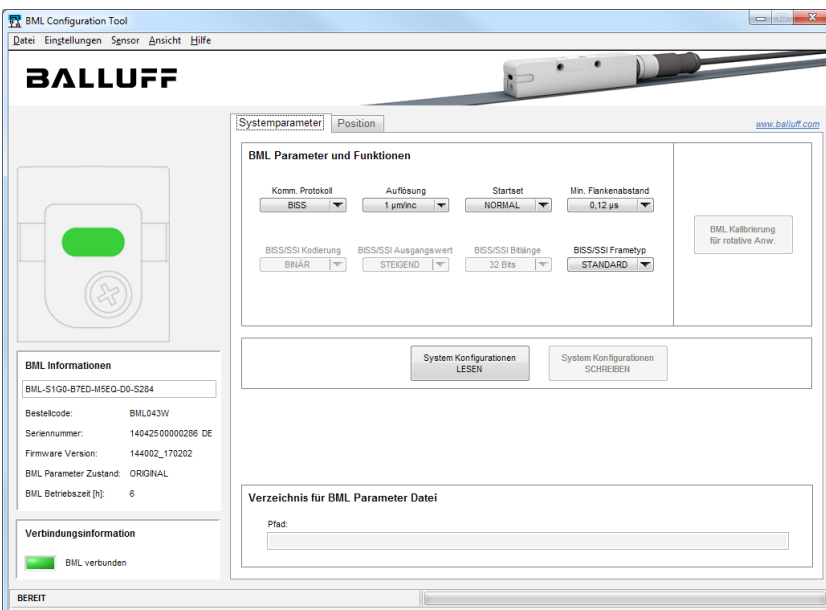 BML Configuration Tool
Datei Einstellungen Sensor Ansicht Hilfe
BALLUFF
Systemparameter Position
www.balluff.com
BML Parameter und Funktionen
Komm. Protokoll Auflösung Startset Min. Flankenabstand
BISS 1 µm/inc NORMAL 0,12 µs
BML Kalibrierung
für rotative Anw.
BISS/SSI Kodierung BISS/SSI Ausgangswert BISS/SSI Bitlänge BISS/SSI Frametyp
BINÄR STEIGEND 32 Bits STANDARD
System Konfigurationen
LESEN
System Konfigurationen
SCHREIBEN
BML Informationen
BML-S1G0-B7ED-M5EQ-D0-S284
Bestellcode: BML043W
Seriennummer: 14042500000286 DE
Firmware Version: 144002_170202
BML Parameter Zustand: ORIGINAL
BML Betriebszeit [h]: 6
Verzeichnis für BML Parameter Datei
Pfad:
Verbindungsinformation
BML verbunden
BEREIT